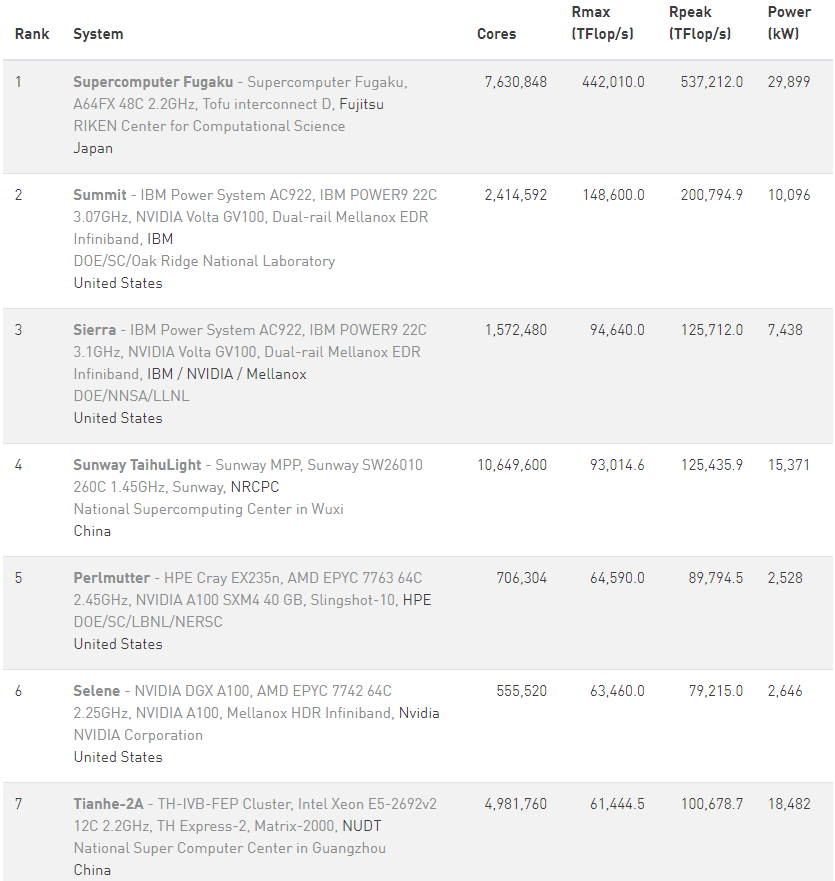 Rank System Cores Rmax (TFlop/s) Rpeak (TFlop/s) Power (kW)
1 Supercomputer Fugaku - Supercomputer Fugaku, 7,630,848 442,010.0 537,212.0 29,899
A64FX 48C 2.2GHz, Tofu interconnect D, Fujitsu
RIKEN Center for Computational Science
Japan
2 Summit - IBM Power System AC922, IBM POWER9 22C 2,414,592 148,600.0 200,794.9 10,096
3.07GHz, NVIDIA Volta GV100, Dual-rail Mellanox EDR
Infiniband, IBM
DOE/SC/Oak Ridge National Laboratory
United States
3 Sierra - IBM Power System AC922, IBM POWER9 22C 1,572,480 94,640.0 125,712.0 7,438
3.1GHz, NVIDIA Volta GV100, Dual-rail Mellanox EDR
Infiniband, IBM / NVIDIA / Mellanox
DOE/NNSA/LLNL
United States
4 Sunway TaihuLight - Sunway MPP, Sunway SW26010 10,649,600 93,014.6 125,435.9 15,371
260C 1.45GHz, Sunway, NRCPC
National Supercomputing Center in Wuxi
China
5 Perlmutter - HPE Cray EX235n, AMD EPYC 7763 64C 706,304 64,590.0 89,794.5 2,528
2.45GHz, NVIDIA A100 SXM4 40 GB, Slingshot-10, HPE
DOE/SC/LBNL/NERSC
United States
6 Selene - NVIDIA DGX A100, AMD EPYC 7742 64C 555,520 63,460.0 79,215.0 2,646
2.25GHz, NVIDIA A100, Mellanox HDR Infiniband, Nvidia
NVIDIA Corporation
United States
7 Tianhe-2A - TH-IVB-FEP Cluster, Intel Xeon E5-2692v2 4,981,760 61,444.5 100,678.7 18,482
12C 2.2GHz, TH Express-2, Matrix-2000, NUDT
National Super Computer Center in Guangzhou
China